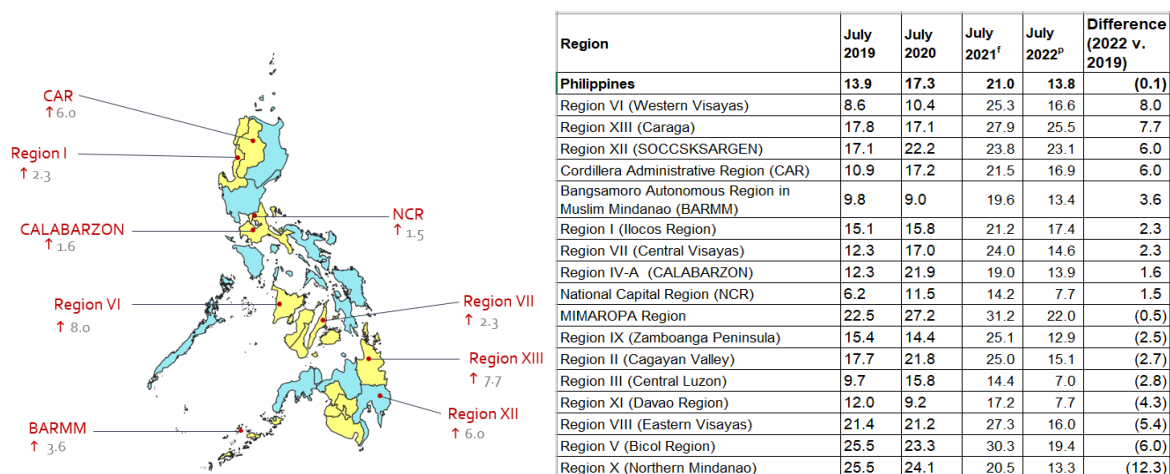 CAR
↑6.0
Region I
↑ 2.3
NCR
↑ 1.5
CALABARZON
↑ 1.6
Region VI
↑ 8.0
Region VII
↑ 2.3
Region XIII
↑ 7.7
Region XII
↑ 6.0
BARMM
↑ 3.6
Region July 2019 July 2020 July 2021f July 2022p Difference (2022 v. 2019)
Philippines 13.9 17.3 21.0 13.8 (0.1)
Region VI (Western Visayas) 8.6 10.4 25.3 16.6 8.0
Region XIII (Caraga) 17.8 17.1 27.9 25.5 7.7
Region XII (SOCCSKSARGEN) 17.1 22.2 23.8 23.1 6.0
Cordillera Administrative Region (CAR) 10.9 17.2 21.5 16.9 6.0
Bangsamoro Autonomous Region in
Muslim Mindanao (BARMM) 9.8 9.0 19.6 13.4 3.6
Region I (Ilocos Region) 15.1 15.8 21.2 17.4 2.3
Region VII (Central Visayas) 12.3 17.0 24.0 14.6 2.3
Region IV-A (CALABARZON) 12.3 21.9 19.0 13.9 1.6
National Capital Region (NCR) 6.2 11.5 14.2 7.7 1.5
MIMAROPA Region 22.5 27.2 31.2 22.0 (0.5)
Region IX (Zamboanga Peninsula) 15.4 14.4 25.1 12.9 (2.5)
Region II (Cagayan Valley) 17.7 21.8 25.0 15.1 (2.7)
Region III (Central Luzon) 9.7 15.8 14.4 7.0 (2.8)
Region XI (Davao Region) 12.0 9.2 17.2 7.7 (4.3)
Region VIII (Eastern Visayas) 21.4 21.2 27.3 16.0 (5.4)
Region V (Bicol Region) 25.5 23.3 30.3 19.4 (6.0)
Region X (Northern Mindanao) 25.5 24.1 20.5 13.3 (12.3)